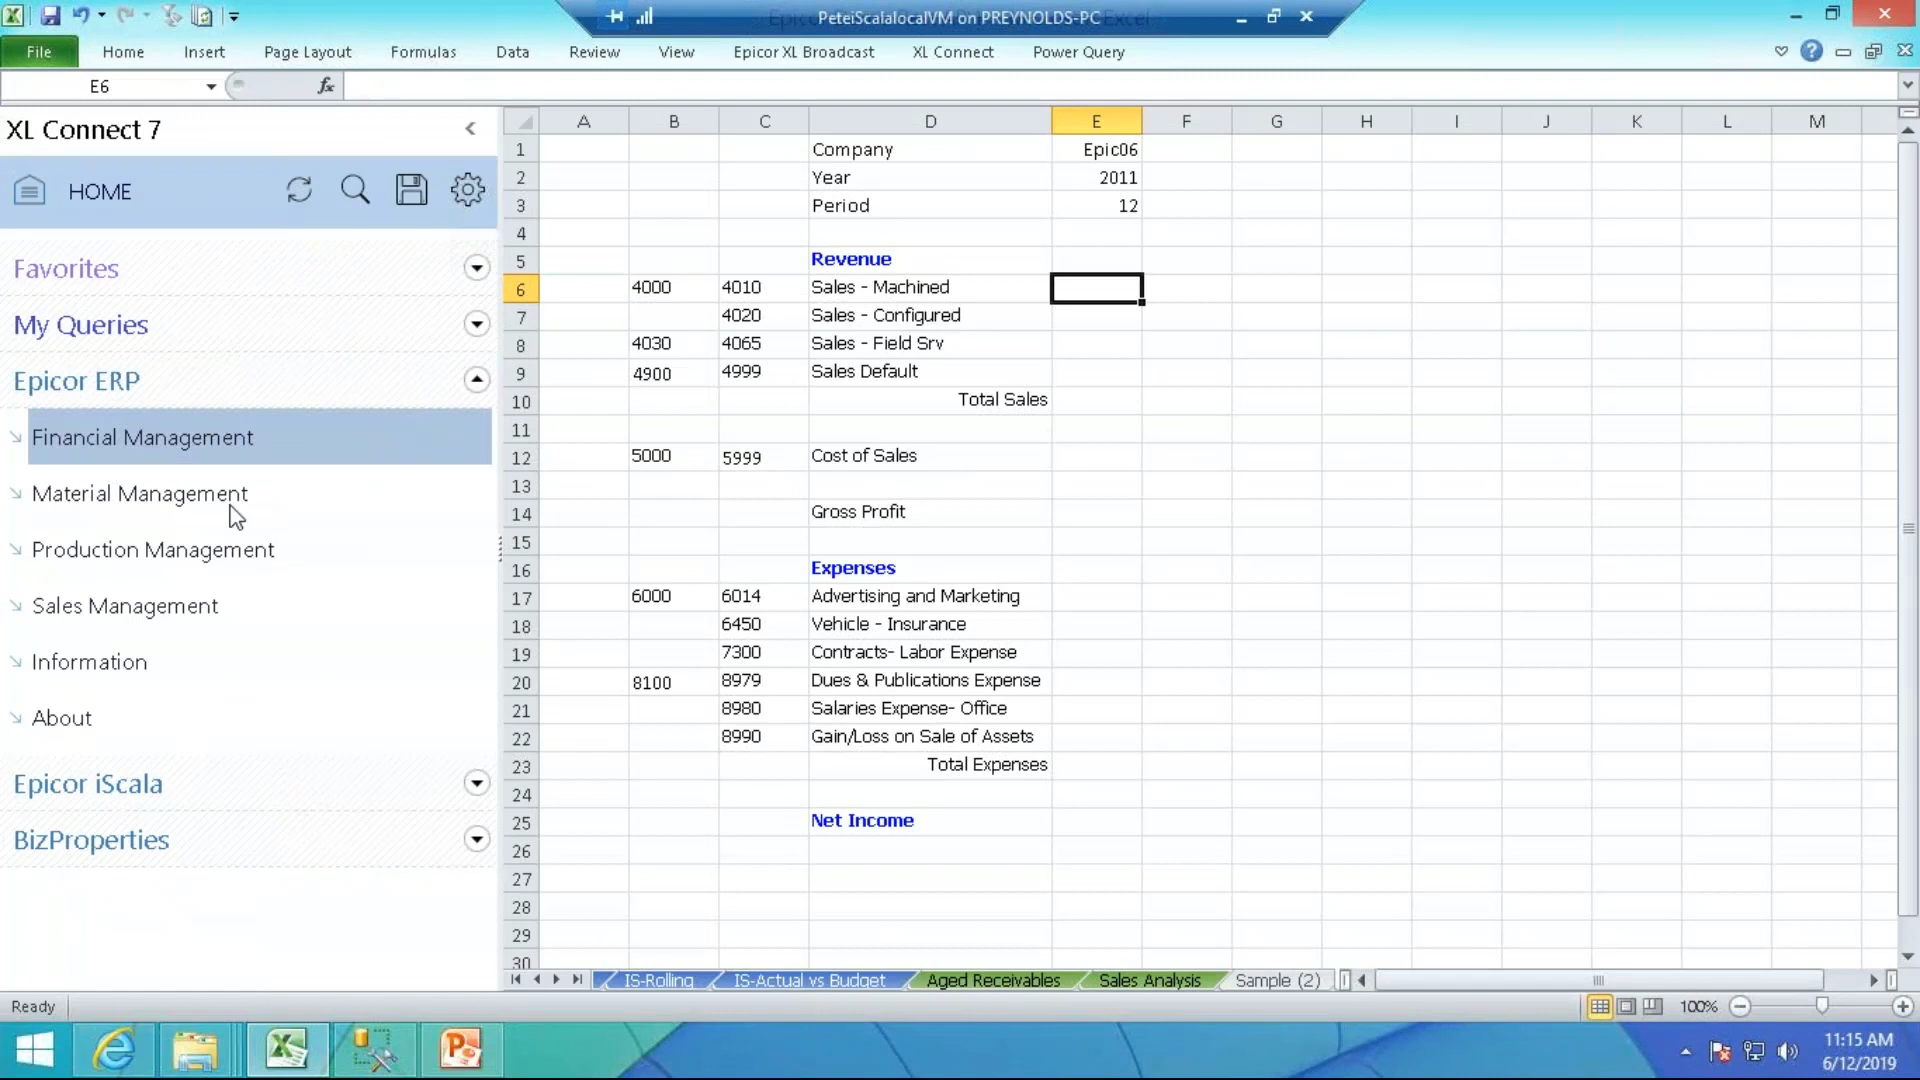 PeteiScalalocalVM on PREYNOLDS-PC
File Home Insert Page Layout Formulas Data Review View Epicor XL Broadcast XL Connect Power Query
E6 fx
XL Connect 7
HOME
Favorites
My Queries
Epicor ERP
Financial Management
Material Management
Production Management
Sales Management
Information
About
Epicor iScala
BizProperties
A B C D E F G H I J K L M
1 Company Epic06
2 Year 2011
3 Period 12
4
5 Revenue
6 4000 4010 Sales - Machined
7 4020 Sales - Configured
8 4030 4065 Sales - Field Srv
9 4900 4999 Sales Default
10 Total Sales
11
12 5000 5999 Cost of Sales
13
14 Gross Profit
15
16 Expenses
17 6000 6014 Advertising and Marketing
18 6450 Vehicle - Insurance
19 7300 Contracts- Labor Expense
20 8100 8979 Dues & Publications Expense
21 8980 Salaries Expense- Office
22 8990 Gain/Loss on Sale of Assets
23 Total Expenses
24
25 Net Income
26
27
28
29
30
IS-Rolling IS-Actual vs Budget Aged Receivables Sales Analysis Sample (2)
Ready 100%
11:15 AM
6/12/2019